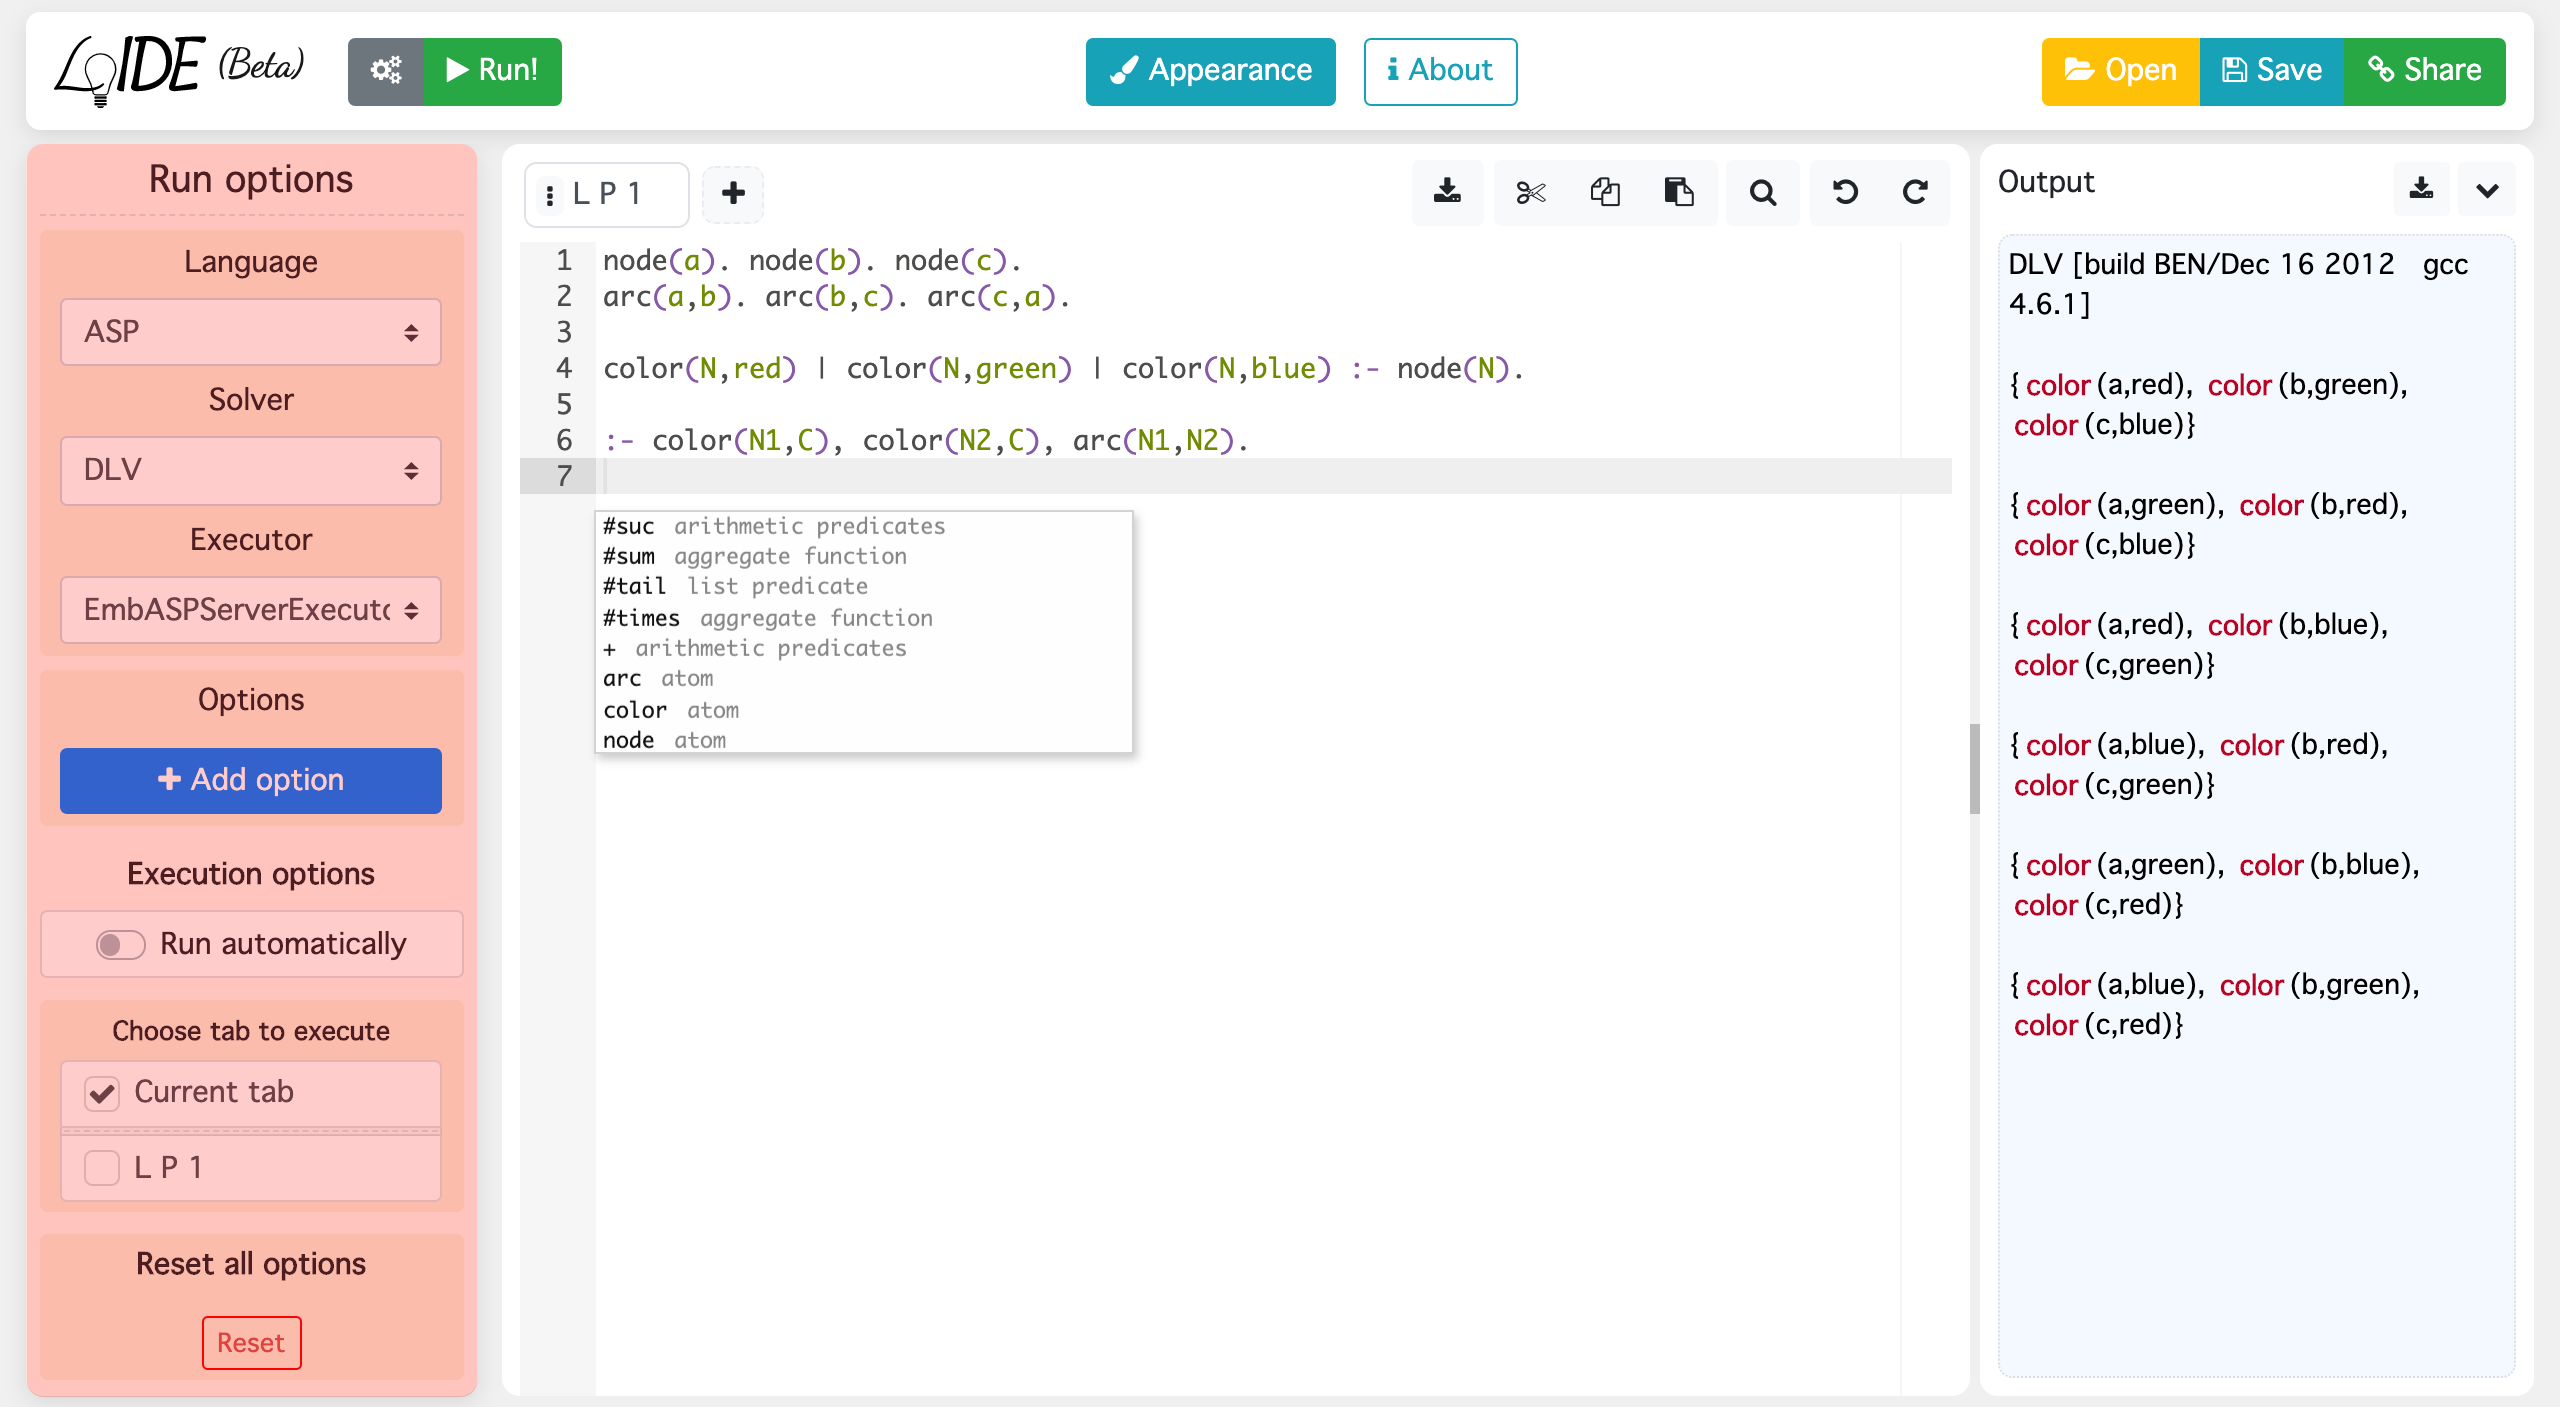 LoIDE (Beta)
Run!
Appearance
About
Open
Save
Share
Run options
Language
ASP
Solver
DLV
Executor
EmbASPServerExecuto
Options
Add option
Execution options
Run automatically
Choose tab to execute
Current tab
L P 1
Reset all options
Reset
L P 1
1 node(a). node(b). node(c).
2 arc(a,b). arc(b,c). arc(c,a).
3
4 color(N,red) | color(N,green) | color(N,blue) :- node(N).
5
6 :- color(N1,C), color(N2,C), arc(N1,N2).
7
#suc arithmetic predicates
#sum aggregate function
#tail list predicate
#times aggregate function
+ arithmetic predicates
arc atom
color atom
node atom
Output
DLV [build BEN/Dec 16 2012 gcc
4.6.1]
{color(a,red), color(b,green),
color(c,blue)}
{color(a,green), color(b,red),
color(c,blue)}
{color(a,red), color(b,blue),
color(c,green)}
{color(a,blue), color(b,red),
color(c,green)}
{color(a,green), color(b,blue),
color(c,red)}
{color(a,blue), color(b,green),
color(c,red)}